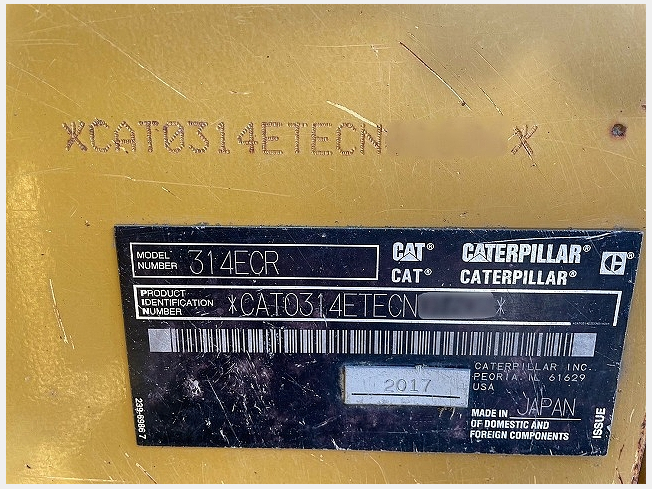 *CAT0314ETECN *
MODEL NUMBER 314ECR
CAT® CATERPILLAR®
CAT® CATERPILLAR®
PRODUCT IDENTIFICATION NUMBER *CAT0314ETECN *
CATERPILLAR INC.
PEORIA, IL 61629
USA
2017
MADE IN JAPAN
OF DOMESTIC AND
FOREIGN COMPONENTS
ISSUE
239-6986 7